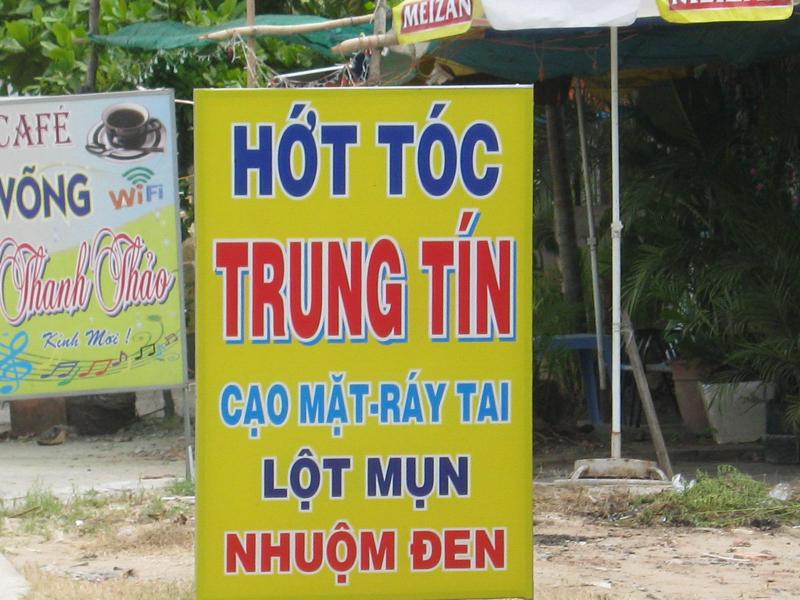 MEIZAN
CAFÉ
VÕNG
WiFi
Thanh Thảo
Kính Mời !
HỚT TÓC
TRUNG TÍN
CẠO MẶT-RÁY TAI
LỘT MỤN
NHUỘM ĐEN